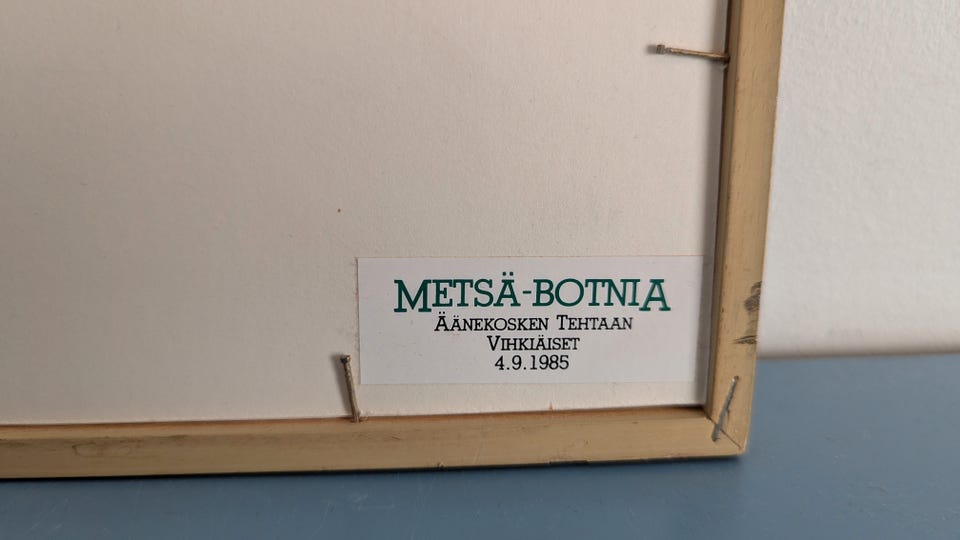 METSÄ-BOTNIA
ÄÄNEKOSKEN TEHTAAN
VIHKIÄISET
4.9.1985